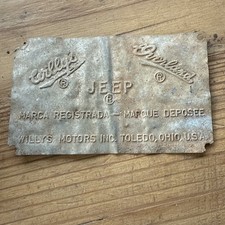 Willys Overland
® ®
JEEP
®
MARCA REGISTRADA — MARQUE DEPOSEE
WILLYS MOTORS INC. TOLEDO, OHIO, U.S.A.